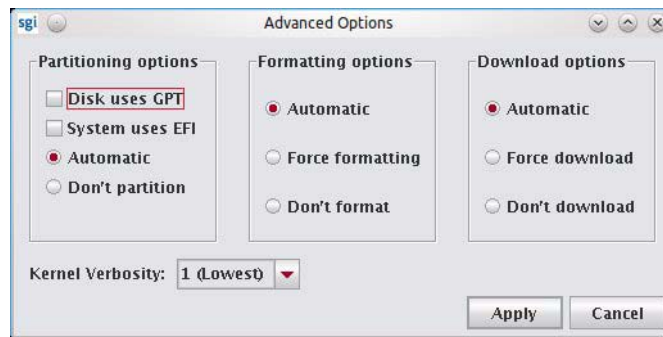 sgi
Advanced Options
Partitioning options
Disk uses GPT
System uses EFI
Automatic
Don't partition
Formatting options
Automatic
Force formatting
Don't format
Download options
Automatic
Force download
Don't download
Kernel Verbosity: 1 (Lowest)
Apply
Cancel